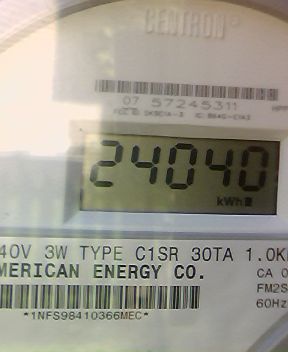 CENTRON
07 57245311
24040
kWh
40V 3W TYPE C1SR 30TA 1.0K
MERICAN ENERGY CO.
CA 0
FM2S
60Hz
*1NFS98410366MEC*